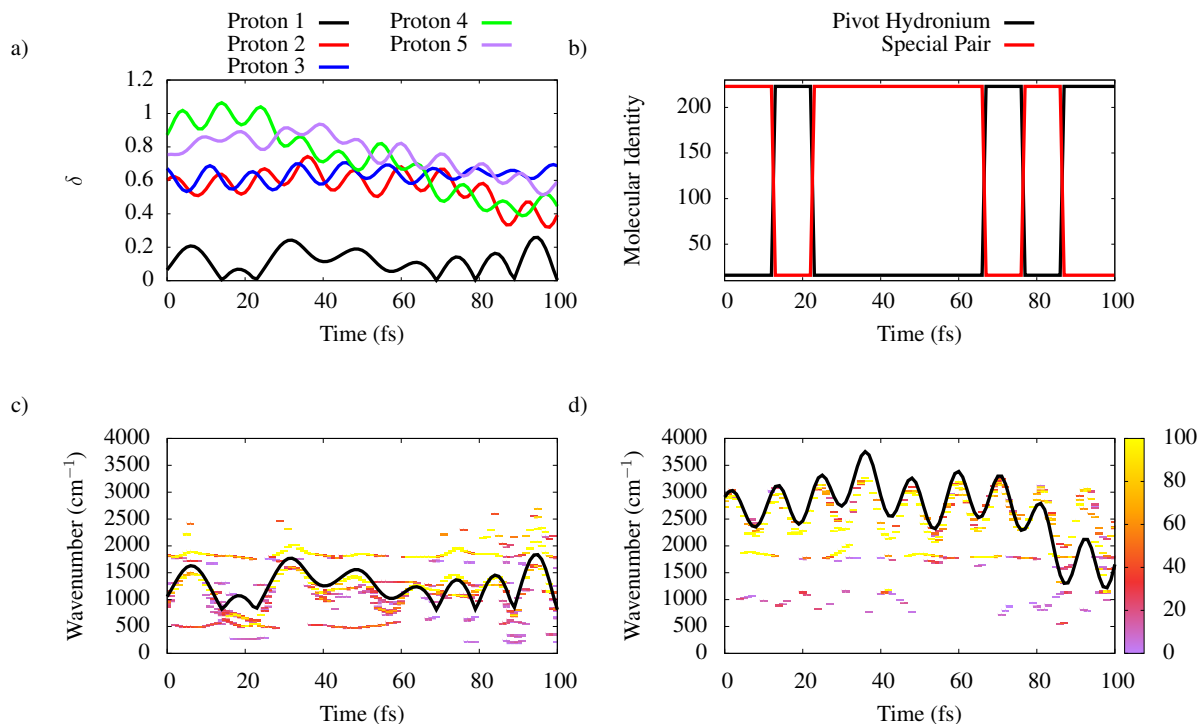 a)
Proton 1
Proton 2
Proton 3
Proton 4
Proton 5
δ
1.2
1
0.8
0.6
0.4
0.2
0
0 20 40 60 80 100
Time (fs)
b)
Pivot Hydronium
Special Pair
Molecular Identity
200
150
100
50
0 20 40 60 80 100
Time (fs)
c)
Wavenumber (cm⁻¹)
4000
3500
3000
2500
2000
1500
1000
500
0
0 20 40 60 80 100
Time (fs)
d)
Wavenumber (cm⁻¹)
4000
3500
3000
2500
2000
1500
1000
500
0
0 20 40 60 80 100
Time (fs)
100
80
60
40
20
0